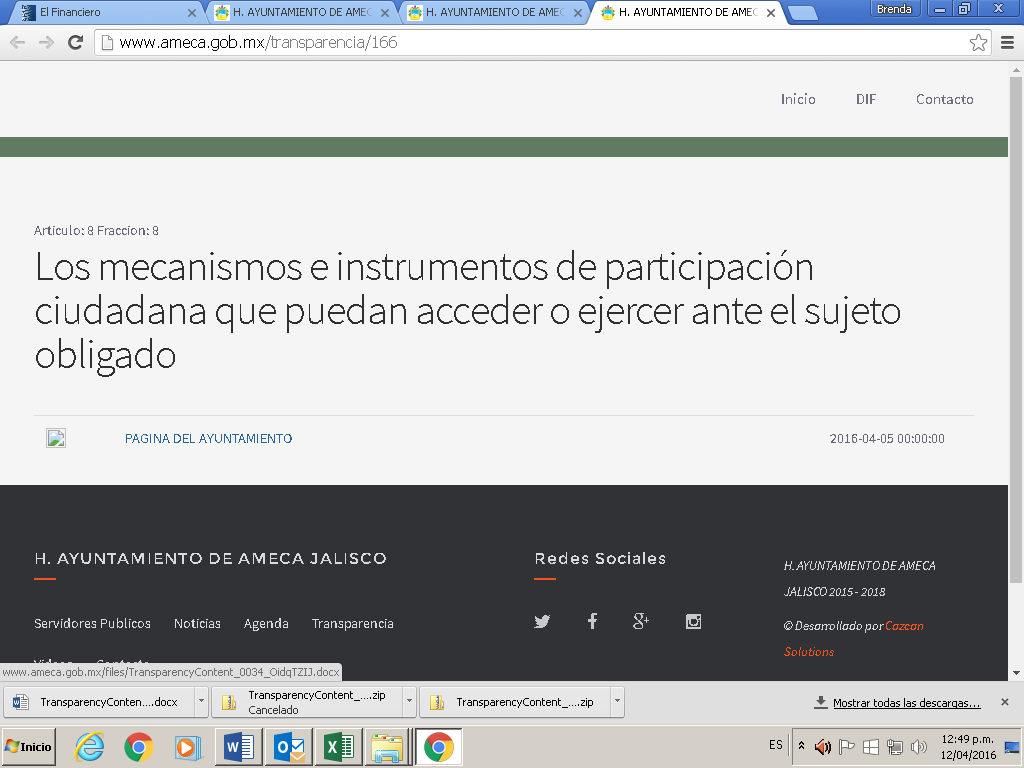 El Financiero
H. AYUNTAMIENTO DE AMEC
H. AYUNTAMIENTO DE AMEC
H. AYUNTAMIENTO DE AMEC
Brenda
www.ameca.gob.mx/transparencia/166
Inicio DIF Contacto
Articulo: 8 Fraccion: 8
Los mecanismos e instrumentos de participación
ciudadana que puedan acceder o ejercer ante el sujeto
obligado
PAGINA DEL AYUNTAMIENTO 2016-04-05 00:00:00
H. AYUNTAMIENTO DE AMECA JALISCO
Servidores Publicos Noticias Agenda Transparencia
Videos Contacto
Redes Sociales
H. AYUNTAMIENTO DE AMECA
JALISCO 2015 - 2018
© Desarrollado por Cazcan
Solutions
www.ameca.gob.mx/files/TransparencyContent_0034_OidqTZIJ.docx
TransparencyConten....docx
TransparencyContent_....zip
Cancelado
TransparencyContent_....zip
Mostrar todas las descargas...
Inicio
ES
12:49 p.m.
12/04/2016